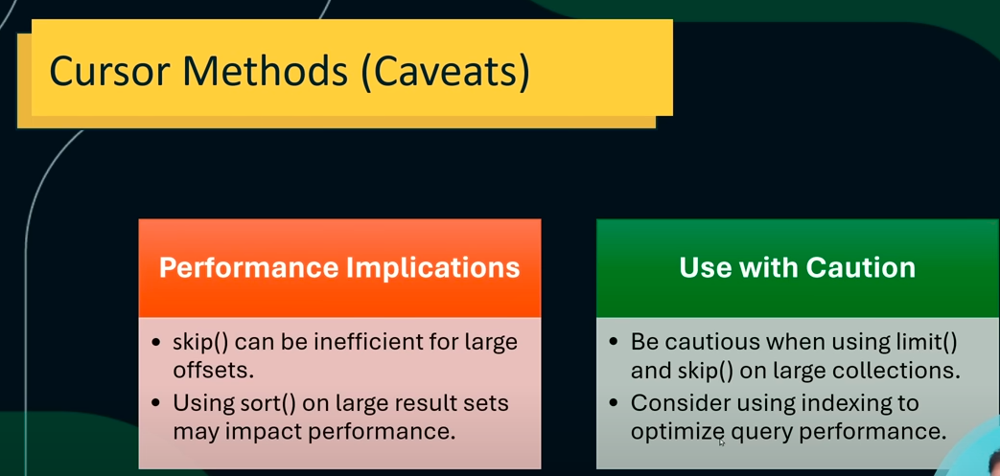 Cursor Methods (Caveats)
Performance Implications
• skip() can be inefficient for large
offsets.
• Using sort() on large result sets
may impact performance.
Use with Caution
• Be cautious when using limit()
and skip() on large collections.
• Consider using indexing to
optimize query performance.